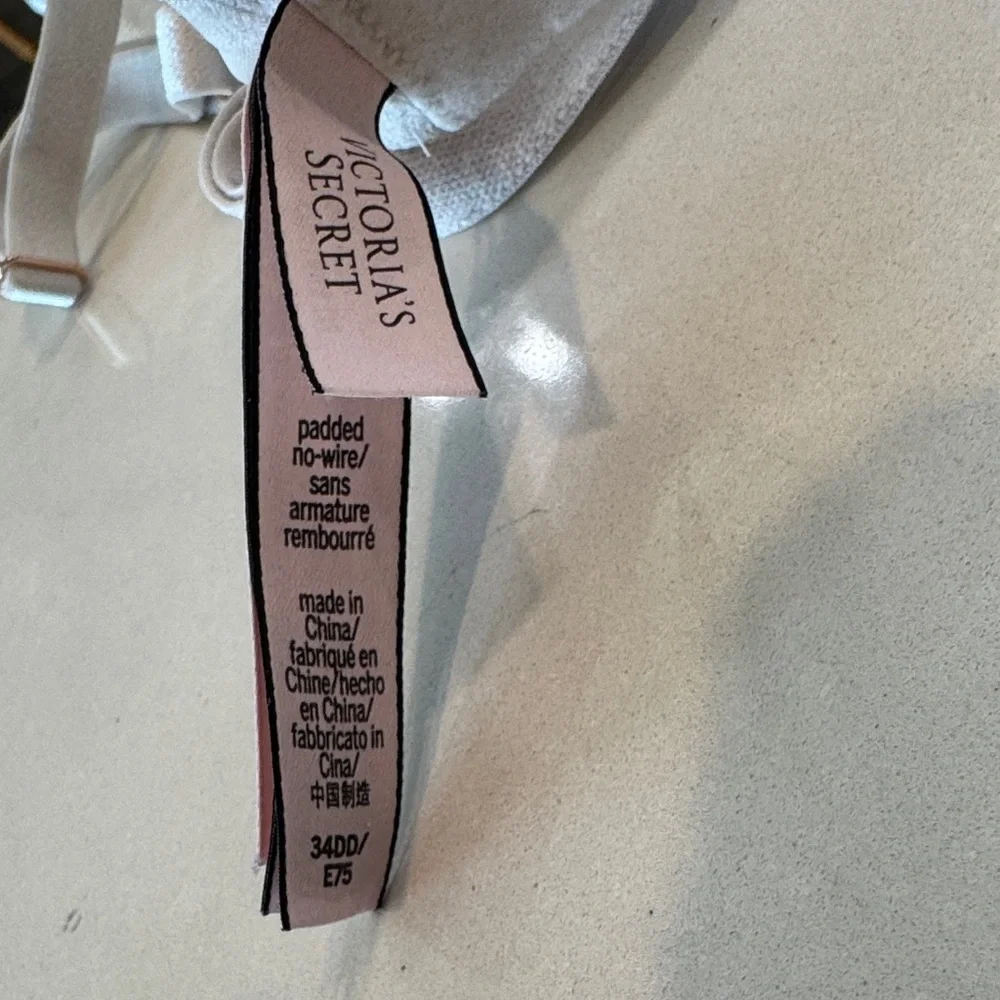 VICTORIA'S
SECRET
padded
no-wire/
sans
armature
rembourré
made in
China/
fabriqué en
Chine/hecho
en China/
fabbricato in
Cina/
中国制造
34DD/
E75